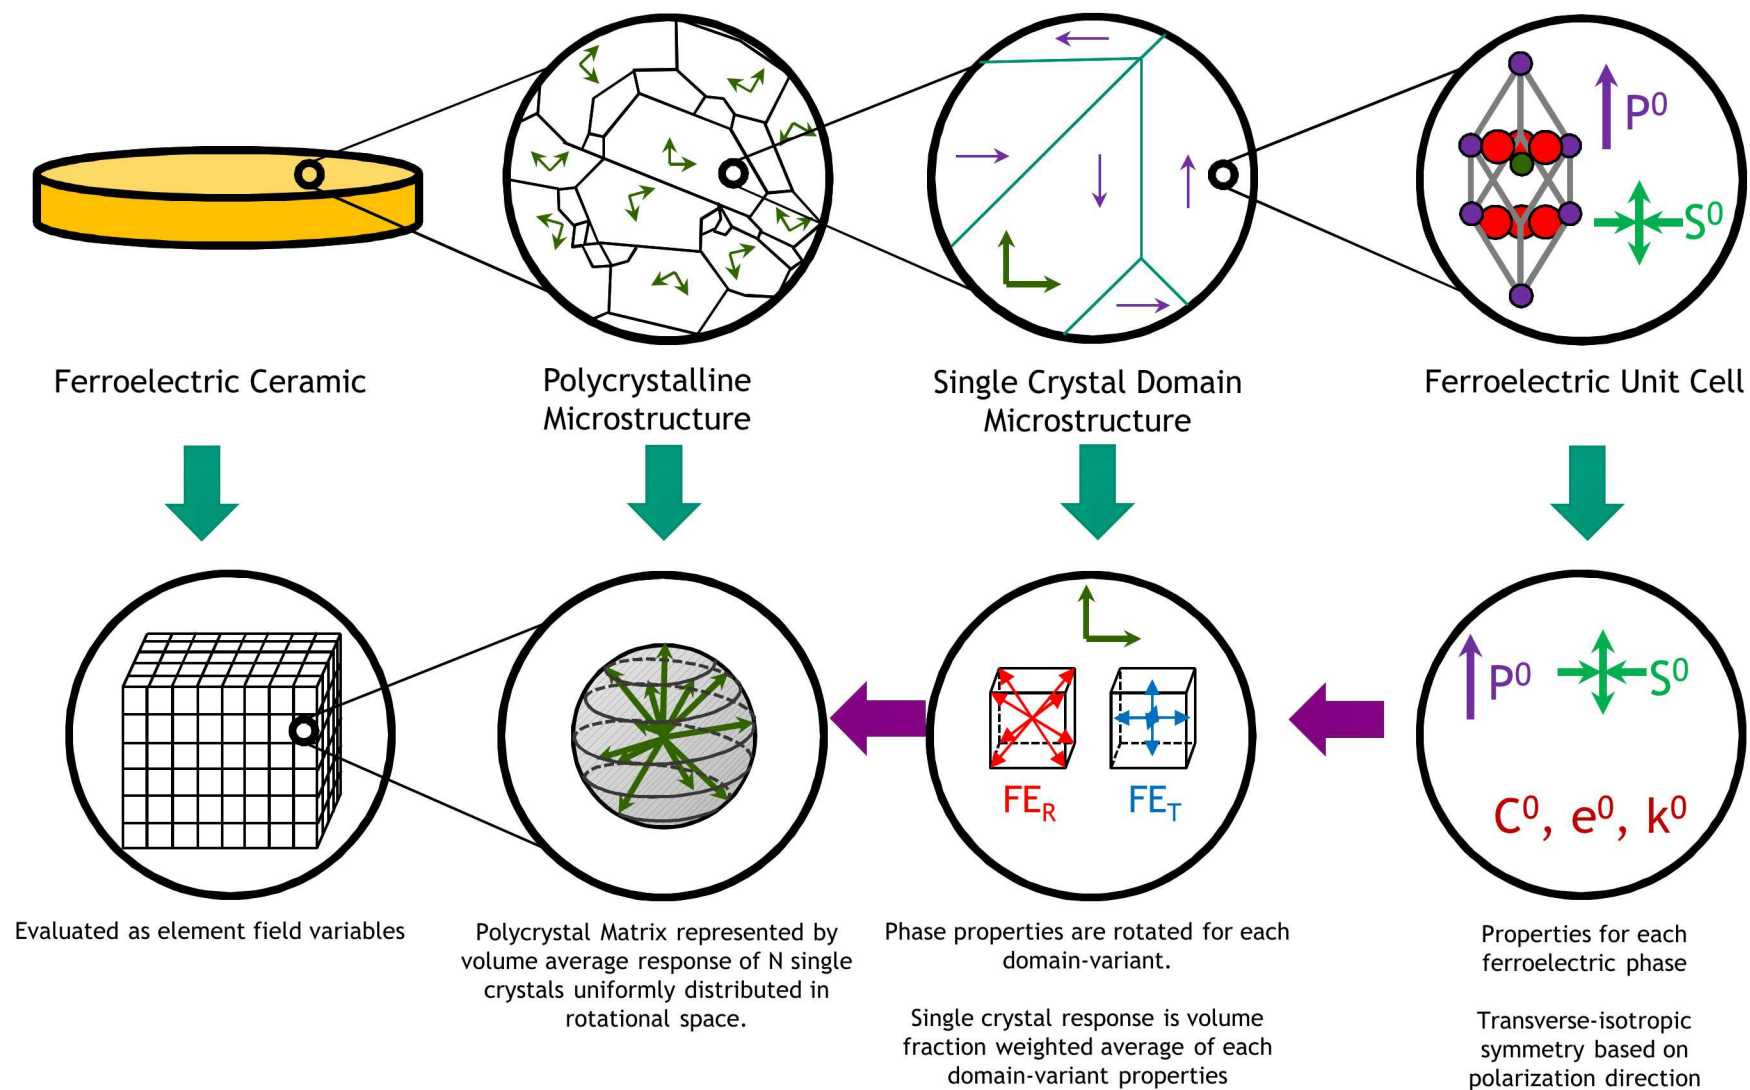 P⁰
S⁰
Ferroelectric Ceramic
Polycrystalline
Microstructure
Single Crystal Domain
Microstructure
Ferroelectric Unit Cell
FE_R
FE_T
P⁰
S⁰
C⁰, e⁰, k⁰
Evaluated as element field variables
Polycrystal Matrix represented by
volume average response of N single
crystals uniformly distributed in
rotational space.
Phase properties are rotated for each
domain-variant.
Single crystal response is volume
fraction weighted average of each
domain-variant properties
Properties for each
ferroelectric phase
Transverse-isotropic
symmetry based on
polarization direction